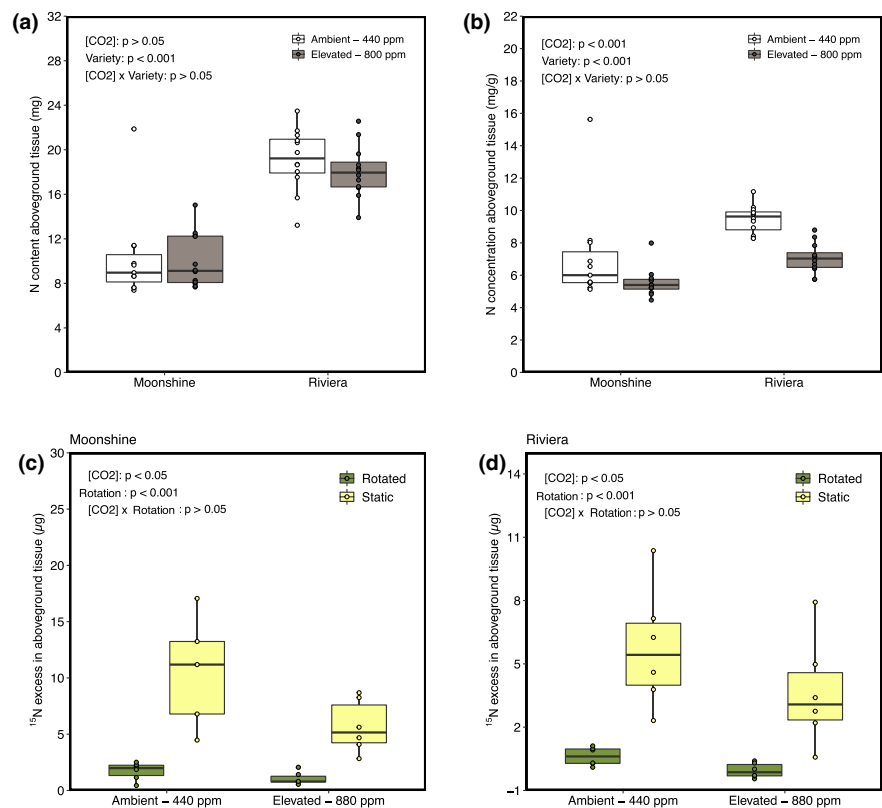 (a)
N content aboveground tissue (mg)
32
28
24
20
16
12
8
4
0
[CO2]: p > 0.05
Variety: p < 0.001
[CO2] x Variety: p > 0.05
Ambient – 440 ppm
Elevated – 800 ppm
Moonshine
Riviera
(b)
N concentration aboveground tissue (mg/g)
22
20
18
16
14
12
10
8
6
4
2
0
[CO2]: p < 0.001
Variety: p < 0.001
[CO2] x Variety: p > 0.05
Ambient – 440 ppm
Elevated – 800 ppm
Moonshine
Riviera
Moonshine
(c)
¹⁵N excess in aboveground tissue (µg)
30
25
20
15
10
5
0
[CO2]: p < 0.05
Rotation : p < 0.001
[CO2] x Rotation : p > 0.05
Rotated
Static
Ambient – 440 ppm
Elevated – 880 ppm
Riviera
(d)
¹⁵N excess in aboveground tissue (µg)
14
11
8
5
2
−1
[CO2]: p < 0.05
Rotation : p < 0.001
[CO2] x Rotation : p > 0.05
Rotated
Static
Ambient – 440 ppm
Elevated – 880 ppm